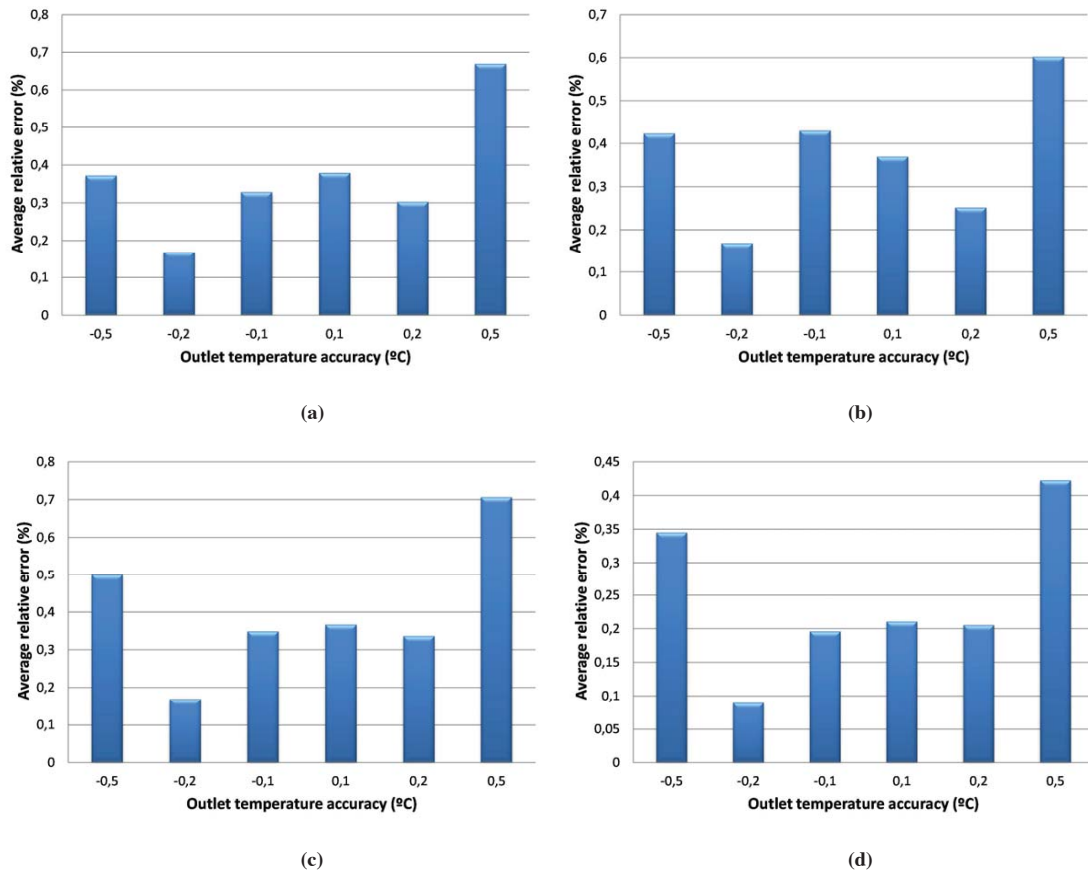 0,8
0,7
0,6
0,5
0,4
0,3
0,2
0,1
0
Average relative error (%)
-0,5 -0,2 -0,1 0,1 0,2 0,5
Outlet temperature accuracy (ºC)
(a)
0,7
0,6
0,5
0,4
0,3
0,2
0,1
0
Average relative error (%)
-0,5 -0,2 -0,1 0,1 0,2 0,5
Outlet temperature accuracy (ºC)
(b)
0,8
0,7
0,6
0,5
0,4
0,3
0,2
0,1
0
Average relative error (%)
-0,5 -0,2 -0,1 0,1 0,2 0,5
Outlet temperature accuracy (ºC)
(c)
0,45
0,4
0,35
0,3
0,25
0,2
0,15
0,1
0,05
0
Average relative error (%)
-0,5 -0,2 -0,1 0,1 0,2 0,5
Outlet temperature accuracy (ºC)
(d)